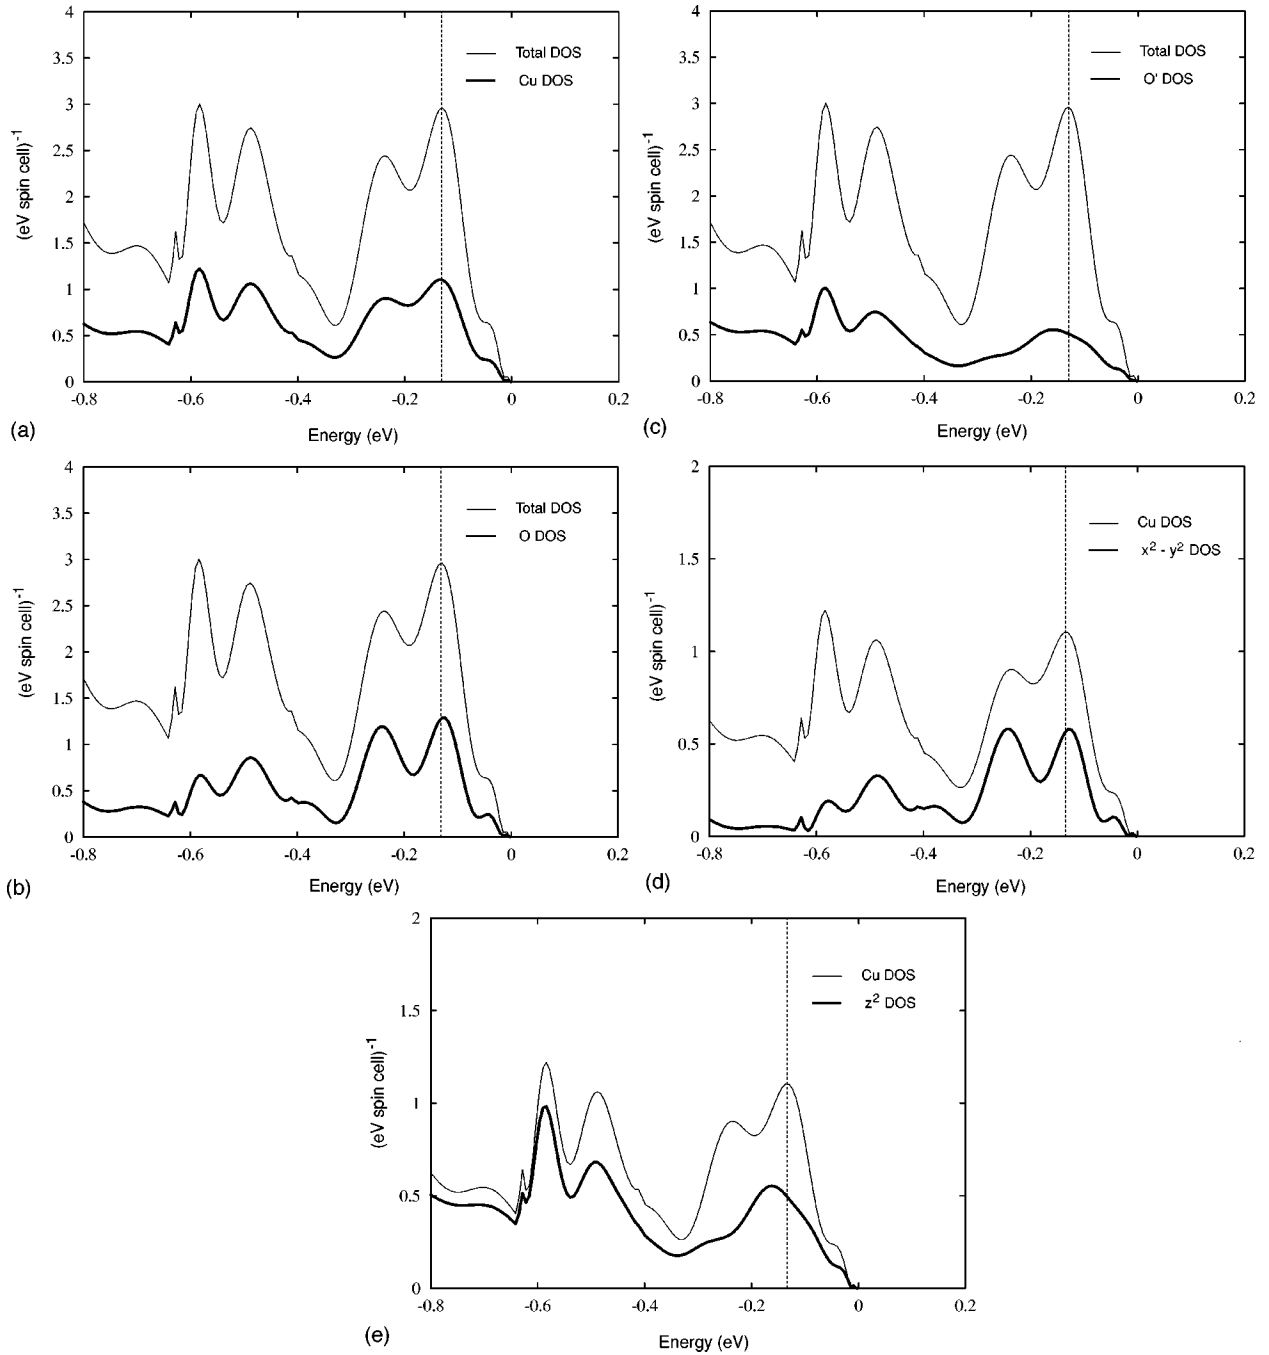 4
3.5
3
2.5
2
1.5
1
0.5
0
(eV spin cell)⁻¹
Total DOS
Cu DOS
-0.8 -0.6 -0.4 -0.2 0 0.2
Energy (eV)
(a)
4
3.5
3
2.5
2
1.5
1
0.5
0
(eV spin cell)⁻¹
Total DOS
O' DOS
-0.8 -0.6 -0.4 -0.2 0 0.2
Energy (eV)
(c)
4
3.5
3
2.5
2
1.5
1
0.5
0
(eV spin cell)⁻¹
Total DOS
O DOS
-0.8 -0.6 -0.4 -0.2 0 0.2
Energy (eV)
(b)
2
1.5
1
0.5
0
(eV spin cell)⁻¹
Cu DOS
x² - y² DOS
-0.8 -0.6 -0.4 -0.2 0 0.2
Energy (eV)
(d)
2
1.5
1
0.5
0
(eV spin cell)⁻¹
Cu DOS
z² DOS
-0.8 -0.6 -0.4 -0.2 0 0.2
Energy (eV)
(e)